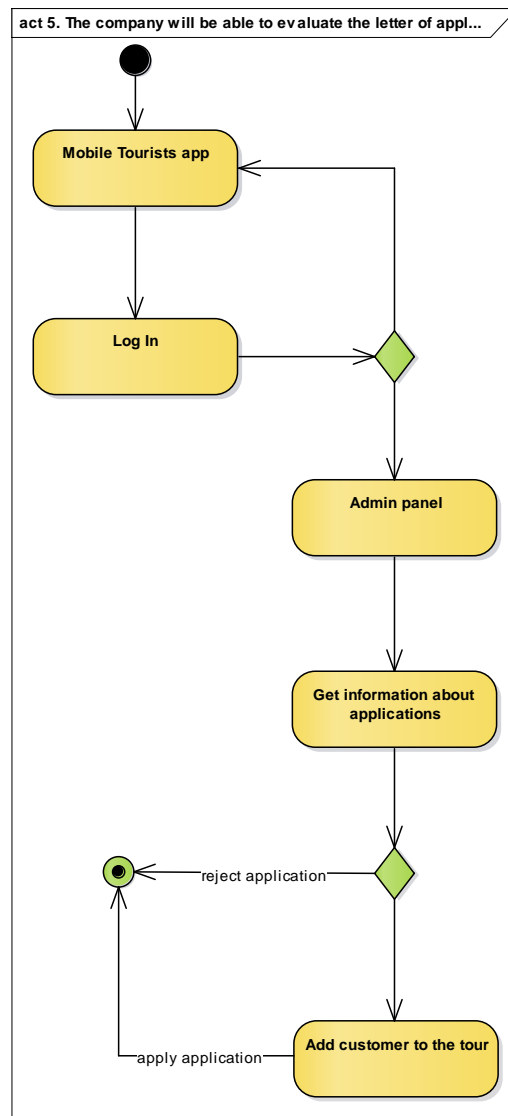 act 5. The company will be able to evaluate the letter of appl...
Mobile Tourists app
Log In
Admin panel
Get information about
applications
reject application
Add customer to the tour
apply application